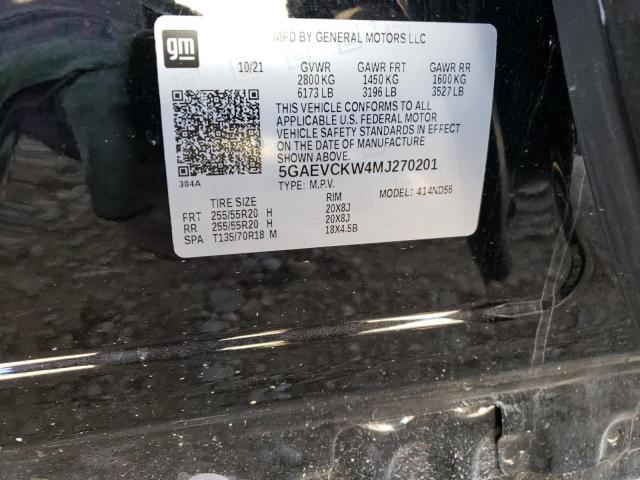 gm
MFD BY GENERAL MOTORS LLC
10/21 GVWR GAWR FRT GAWR RR
2800 KG 1450 KG 1600 KG
6173 LB 3196 LB 3527 LB
THIS VEHICLE CONFORMS TO ALL
APPLICABLE U.S. FEDERAL MOTOR
VEHICLE SAFETY STANDARDS IN EFFECT
ON THE DATE OF MANUFACTURE
SHOWN ABOVE.
5GAEVCKW4MJ270201
384A
TYPE: M.P.V.
MODEL: 414ND56
TIRE SIZE RIM
FRT 255/55R20 H 20X8J
RR 255/55R20 H 20X8J
SPA T135/70R18 M 18X4.5B